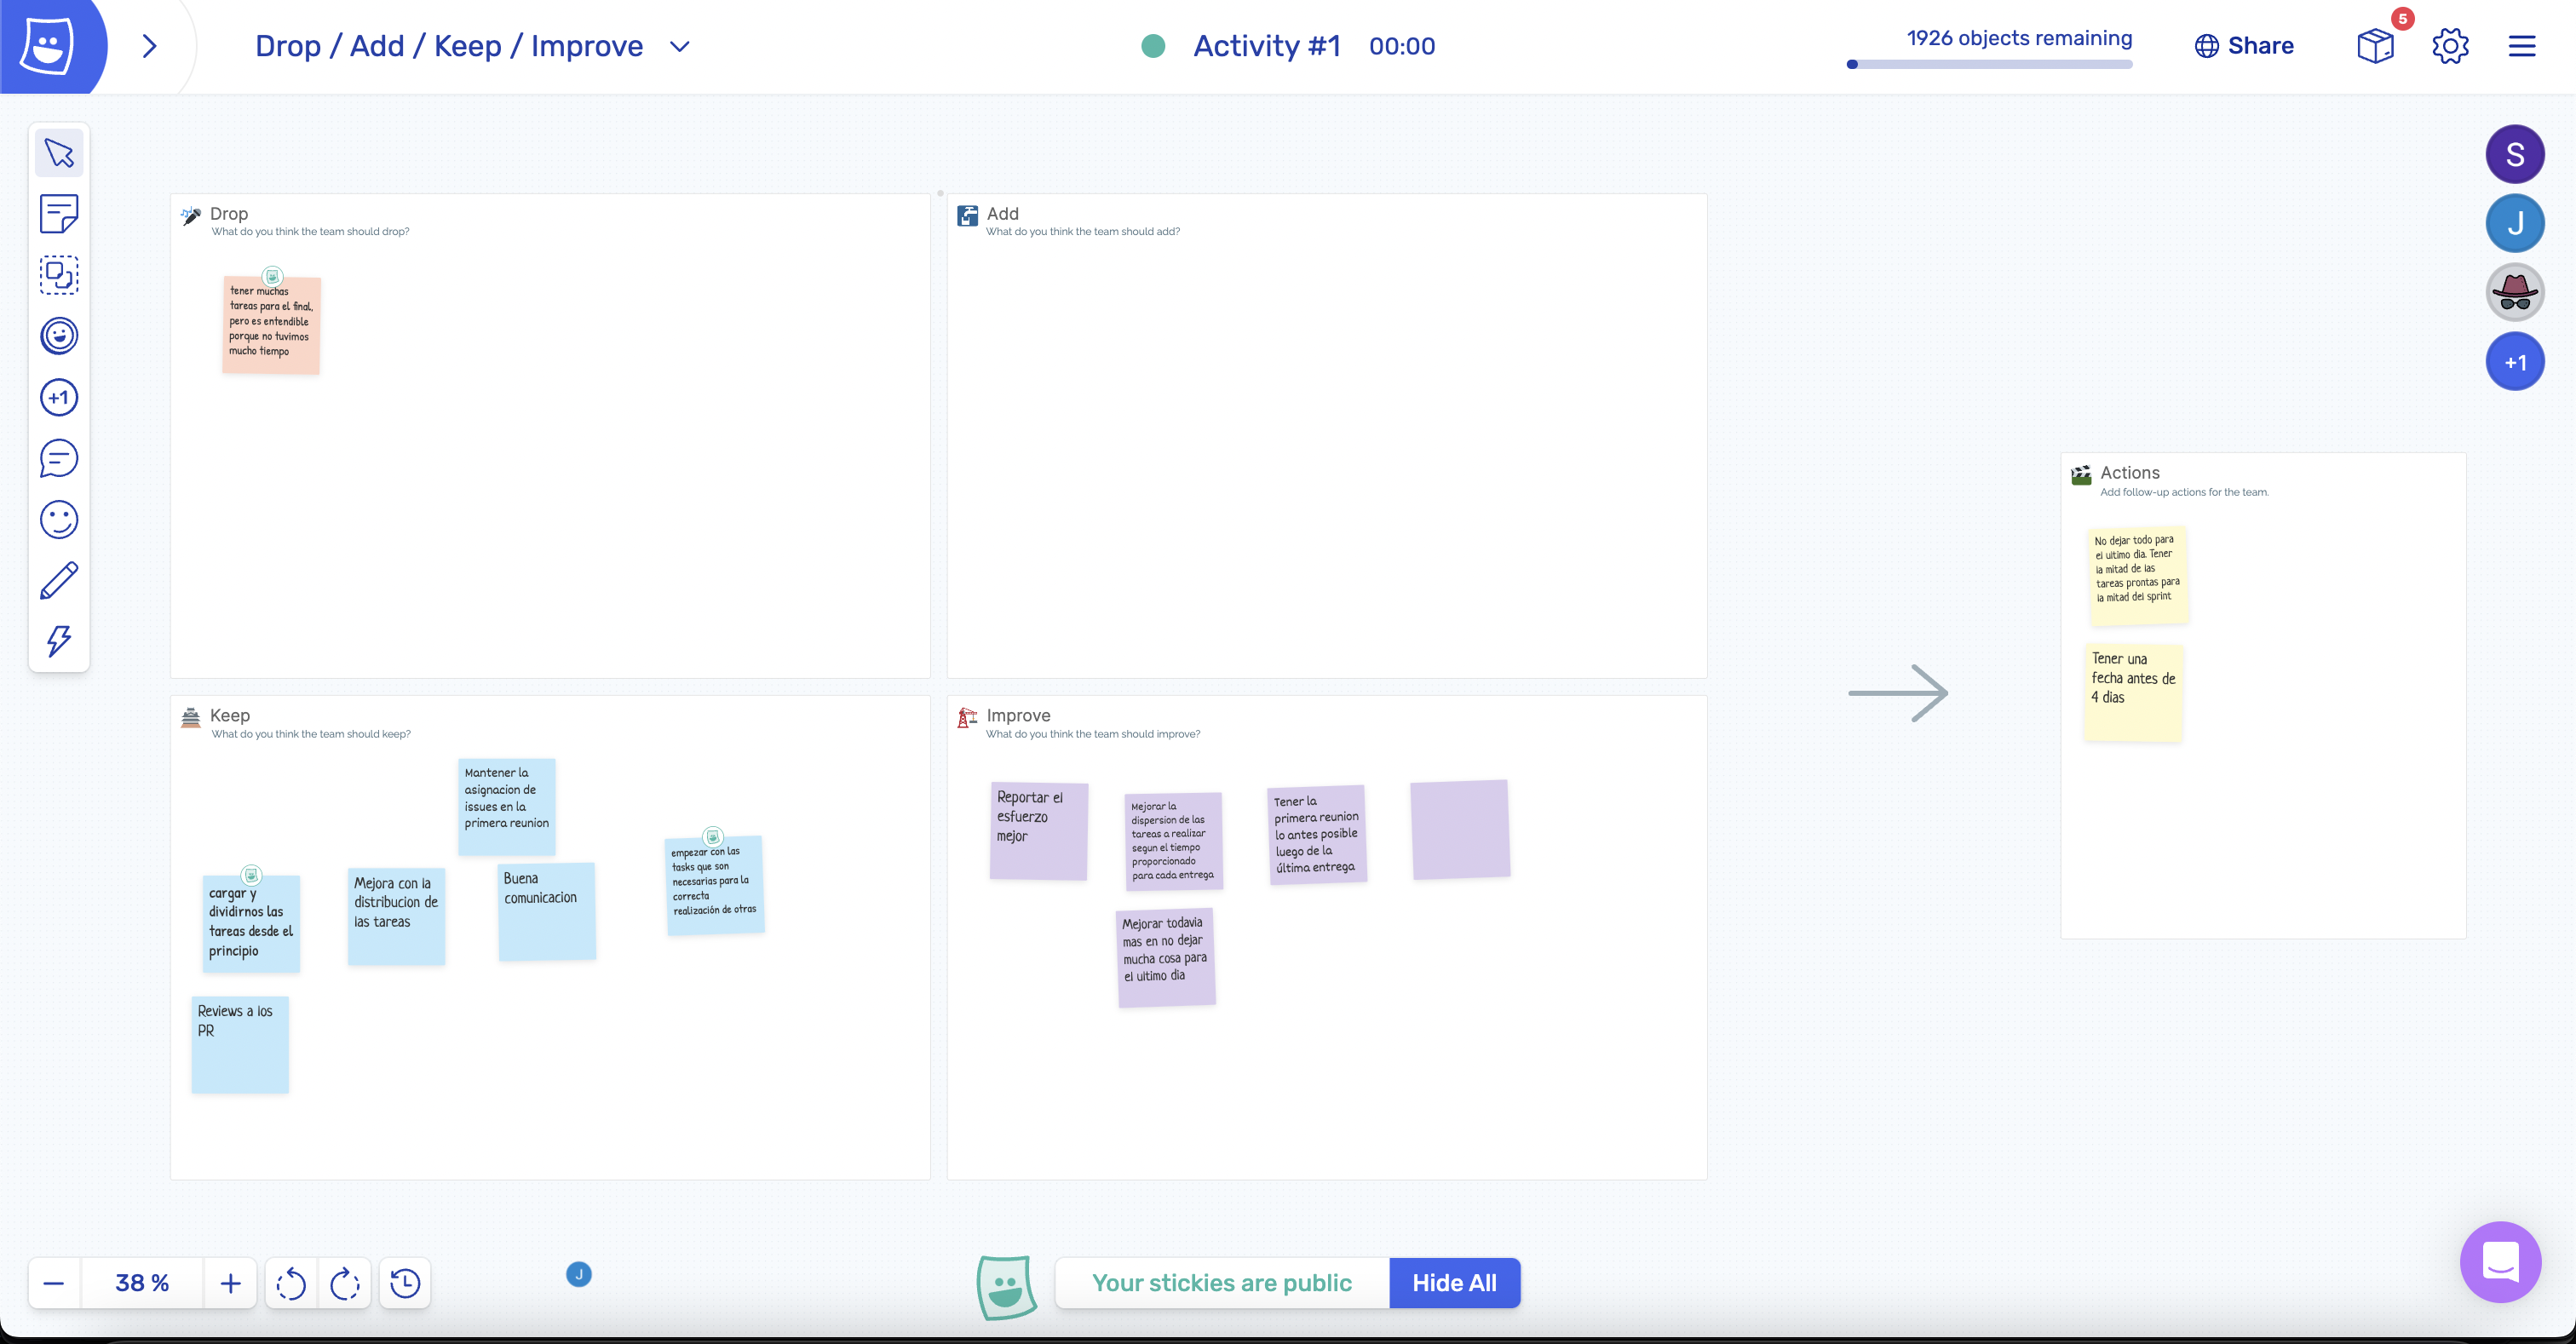 Drop / Add / Keep / Improve
Activity #1 00:00
1926 objects remaining
Share
5
S
J
+1
+1
Drop
What do you think the team should drop?
tener muchas
tareas para el final,
pero es entendible
porque no tuvimos
mucho tiempo
Add
What do you think the team should add?
Keep
What do you think the team should keep?
Mantener la
asignacion de
issues en la
primera reunion
cargar y
dividirnos las
tareas desde el
principio
Mejora con la
distribucion de
las tareas
Buena
comunicacion
empezar con las
tasks que son
necesarias para la
correcta
realización de otras
Reviews a los
PR
Improve
What do you think the team should improve?
Reportar el
esfuerzo
mejor
Mejorar la
dispersion de las
tareas a realizar
segun el tiempo
proporcionado
para cada entrega
Tener la
primera reunion
lo antes posible
luego de la
última entrega
Mejorar todavia
mas en no dejar
mucha cosa para
el ultimo dia
Actions
Add follow-up actions for the team.
No dejar todo para
el ultimo dia. Tener
la mitad de las
tareas prontas para
la mitad del sprint
Tener una
fecha antes de
4 dias
38 %
J
Your stickies are public
Hide All